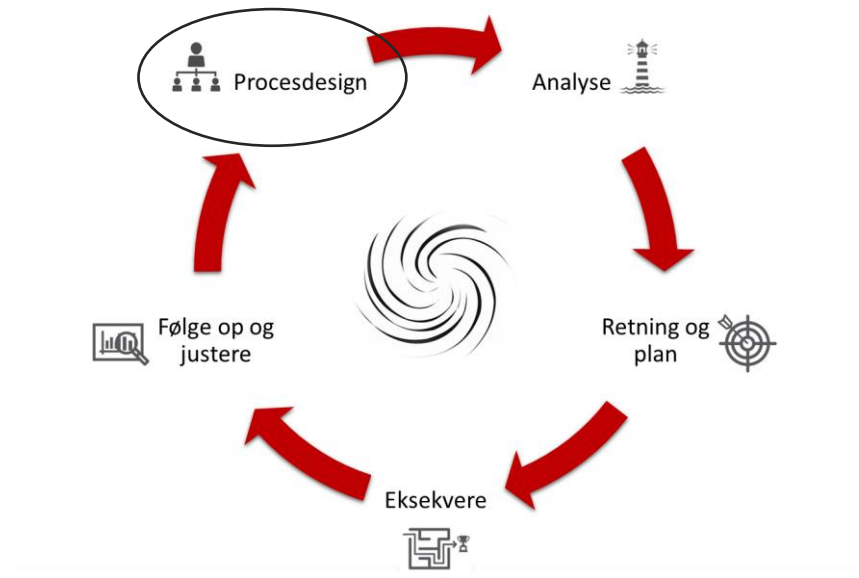 Procesdesign
Analyse
Retning og
plan
Eksekvere
Følge op og
justere